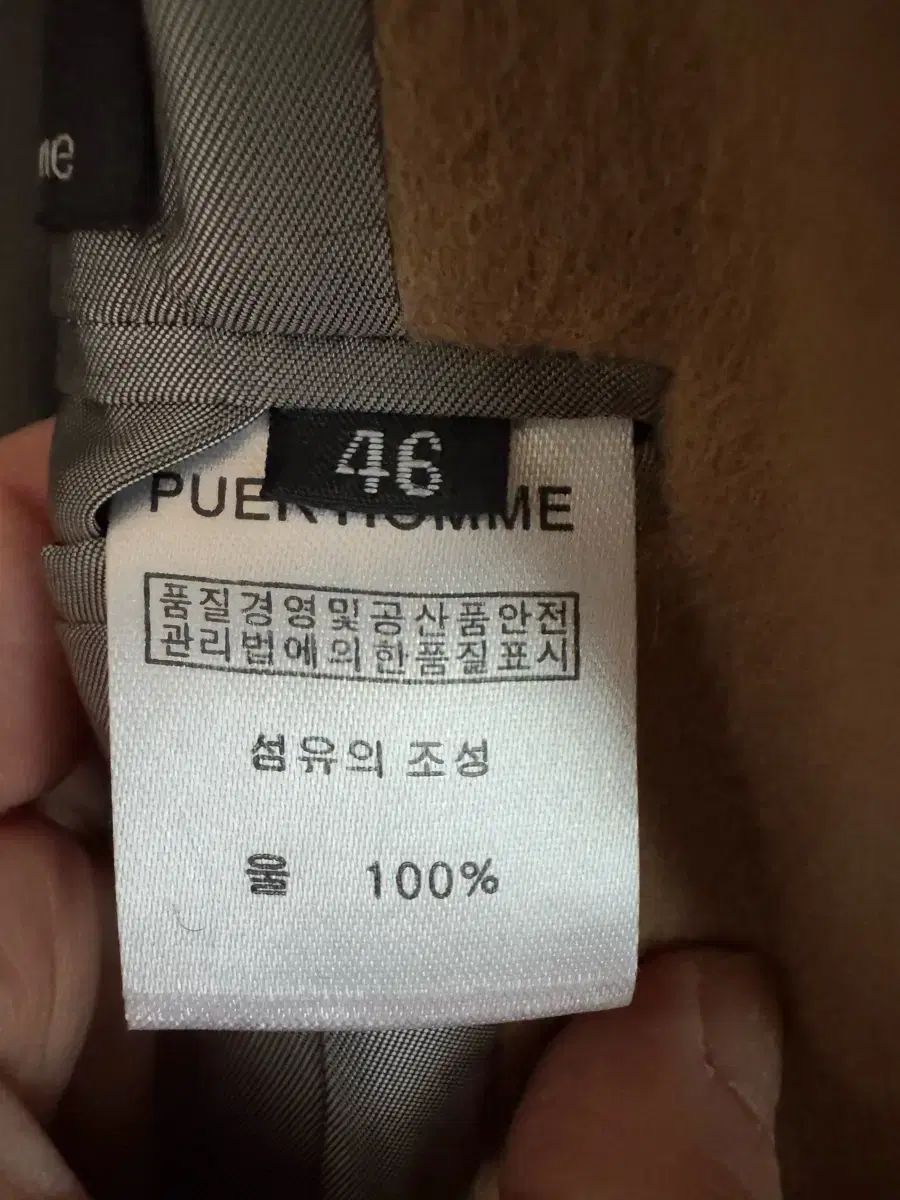 46
HOMME
품질경영및공산품안전
관리법에의한품질표시
섬유의 조성
울 100%